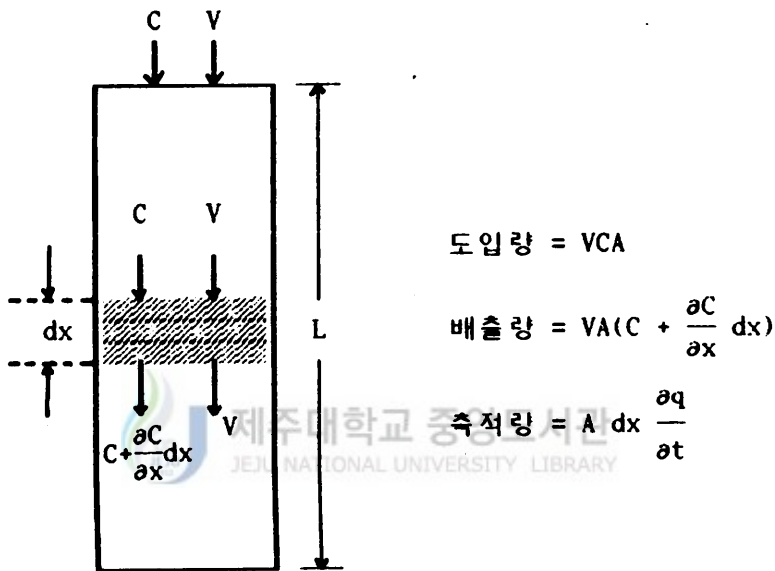 C V
C V
도입량 = VCA
dx
L
배출량 = VA(C + ∂C/∂x dx)
C+∂C/∂x dx
V
축적량 = A dx ∂q/∂t
제주대학교 중앙도서관
JEJU NATIONAL UNIVERSITY LIBRARY